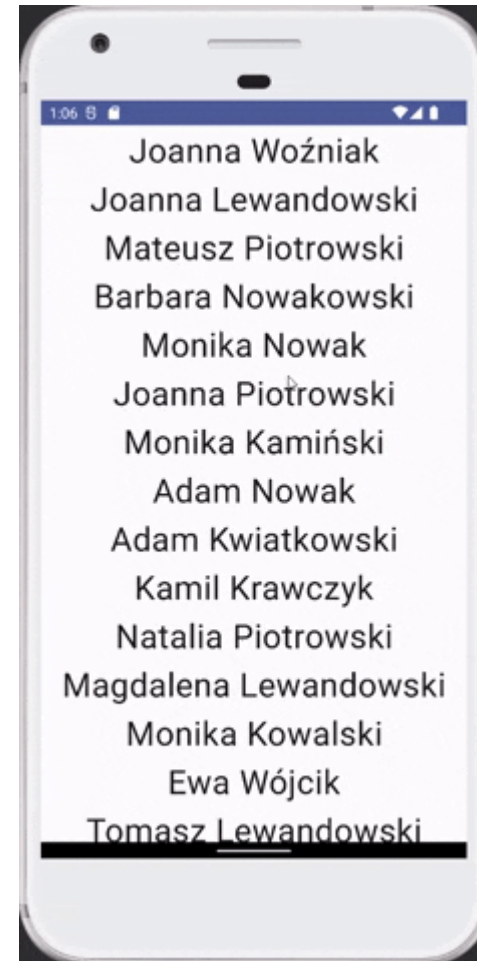 1:06
Joanna Woźniak
Joanna Lewandowski
Mateusz Piotrowski
Barbara Nowakowski
Monika Nowak
Joanna Piotrowski
Monika Kamiński
Adam Nowak
Adam Kwiatkowski
Kamil Krawczyk
Natalia Piotrowski
Magdalena Lewandowski
Monika Kowalski
Ewa Wójcik
Tomasz Lewandowski